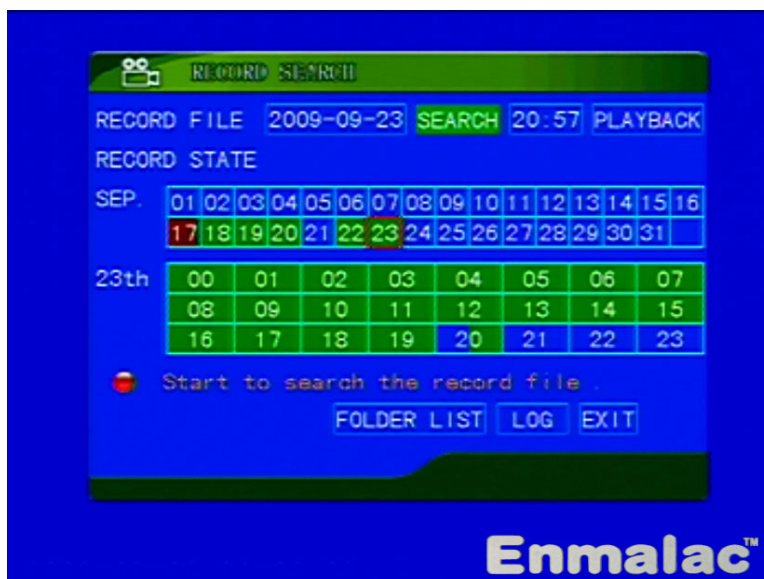 RECORD SEARCH
RECORD FILE 2009-09-23 SEARCH 20:57 PLAYBACK
RECORD STATE
SEP. 01 02 03 04 05 06 07 08 09 10 11 12 13 14 15 16
17 18 19 20 21 22 23 24 25 26 27 28 29 30 31
23th 00 01 02 03 04 05 06 07
08 09 10 11 12 13 14 15
16 17 18 19 20 21 22 23
Start to search the record file .
FOLDER LIST LOG EXIT
Enmalac™